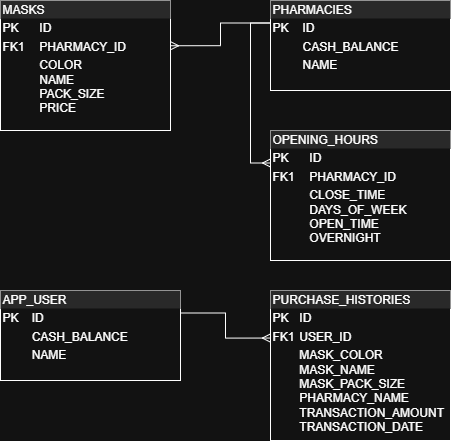 MASKS
PK ID
FK1 PHARMACY_ID
COLOR
NAME
PACK_SIZE
PRICE
PHARMACIES
PK ID
CASH_BALANCE
NAME
OPENING_HOURS
PK ID
FK1 PHARMACY_ID
CLOSE_TIME
DAYS_OF_WEEK
OPEN_TIME
OVERNIGHT
APP_USER
PK ID
CASH_BALANCE
NAME
PURCHASE_HISTORIES
PK ID
FK1 USER_ID
MASK_COLOR
MASK_NAME
MASK_PACK_SIZE
PHARMACY_NAME
TRANSACTION_AMOUNT
TRANSACTION_DATE